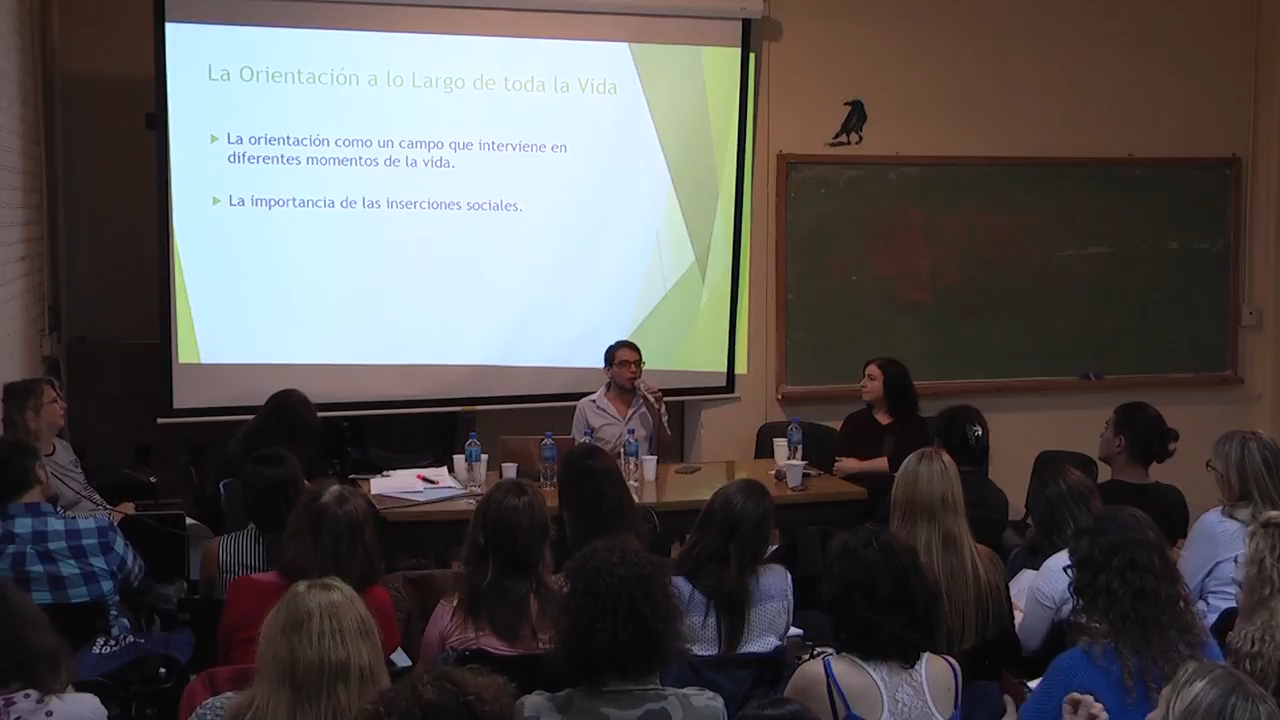 La Orientación a lo Largo de toda la Vida
La orientación como un campo que interviene en
diferentes momentos de la vida.
La importancia de las inserciones sociales.